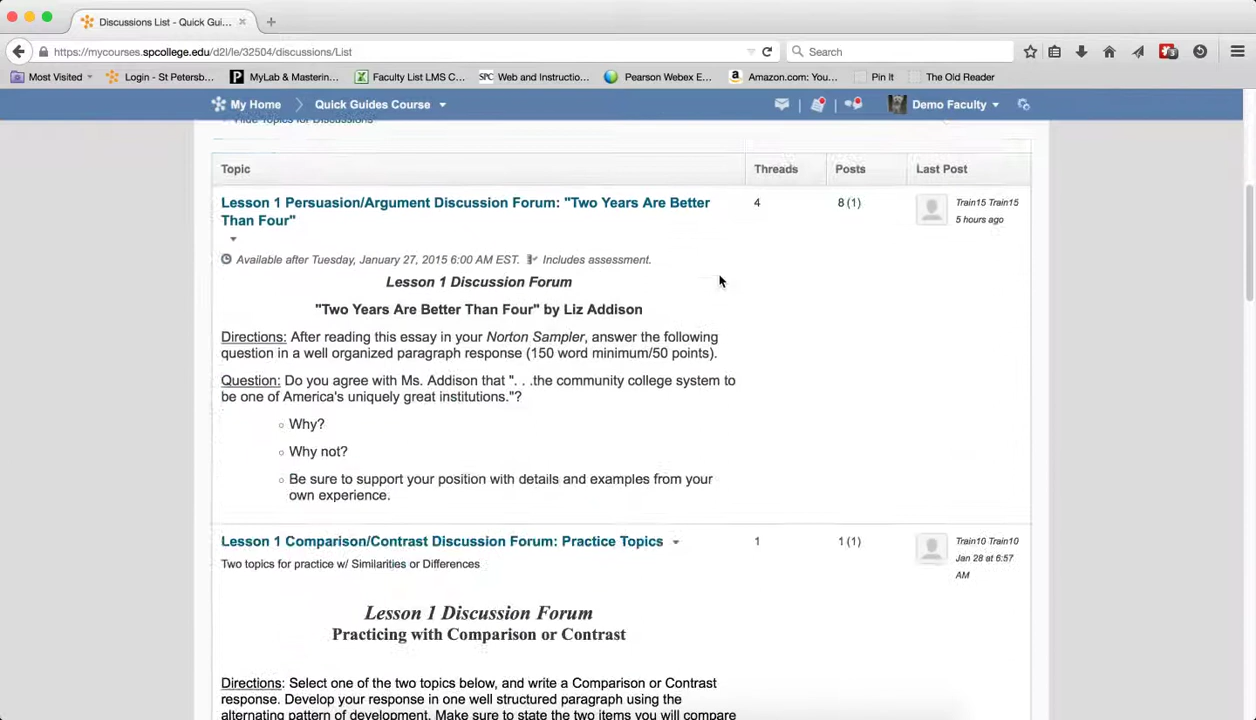 Discussions List - Quick Gui...
https://mycourses.spcollege.edu/d2l/le/32504/discussions/List
Search
Most Visited
Login - St Petersb...
MyLab & Mastering...
Faculty List LMS C...
SPC Web and Instructio...
Pearson Webex E...
Amazon.com: You...
Pin It
The Old Reader
My Home
Quick Guides Course
Demo Faculty
Hide Topics for Discussions
Topic Threads Posts Last Post
Lesson 1 Persuasion/Argument Discussion Forum: "Two Years Are Better 4 8 (1) Train15 Train15
Than Four" 5 hours ago
Available after Tuesday, January 27, 2015 6:00 AM EST. Includes assessment.
Lesson 1 Discussion Forum
"Two Years Are Better Than Four" by Liz Addison
Directions: After reading this essay in your Norton Sampler, answer the following
question in a well organized paragraph response (150 word minimum/50 points).
Question: Do you agree with Ms. Addison that ". . .the community college system to
be one of America's uniquely great institutions."?
Why?
Why not?
Be sure to support your position with details and examples from your
own experience.
Lesson 1 Comparison/Contrast Discussion Forum: Practice Topics 1 1 (1) Train10 Train10
Two topics for practice w/ Similarities or Differences Jan 28 at 6:57
AM
Lesson 1 Discussion Forum
Practicing with Comparison or Contrast
Directions: Select one of the two topics below, and write a Comparison or Contrast
response. Develop your response in one well structured paragraph using the
alternating pattern of development. Make sure to state the two items you will compare